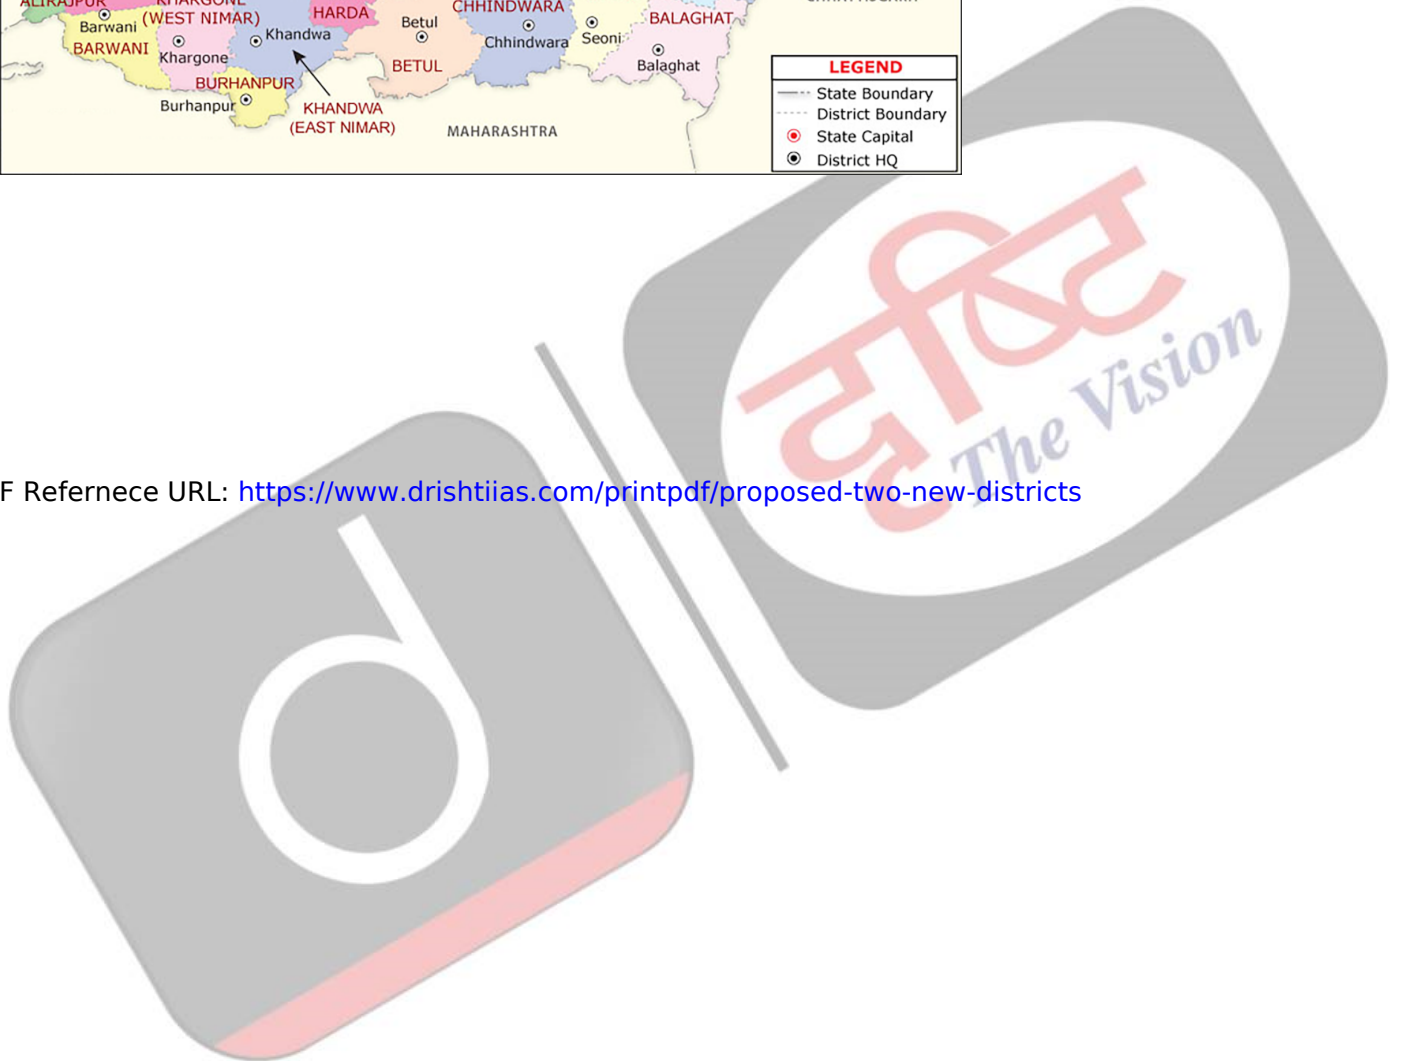 ALIRAJPUR
KHARGONE
(WEST NIMAR)
HARDA
CHHINDWARA
BALAGHAT
Barwani
BARWANI
Khargone
Khandwa
Betul
BETUL
Chhindwara
Seoni
Balaghat
BURHANPUR
Burhanpur
KHANDWA
(EAST NIMAR)
MAHARASHTRA
LEGEND
State Boundary
District Boundary
State Capital
District HQ
दृष्टि
The Vision
F Refernece URL: https://www.drishtiias.com/printpdf/proposed-two-new-districts
d